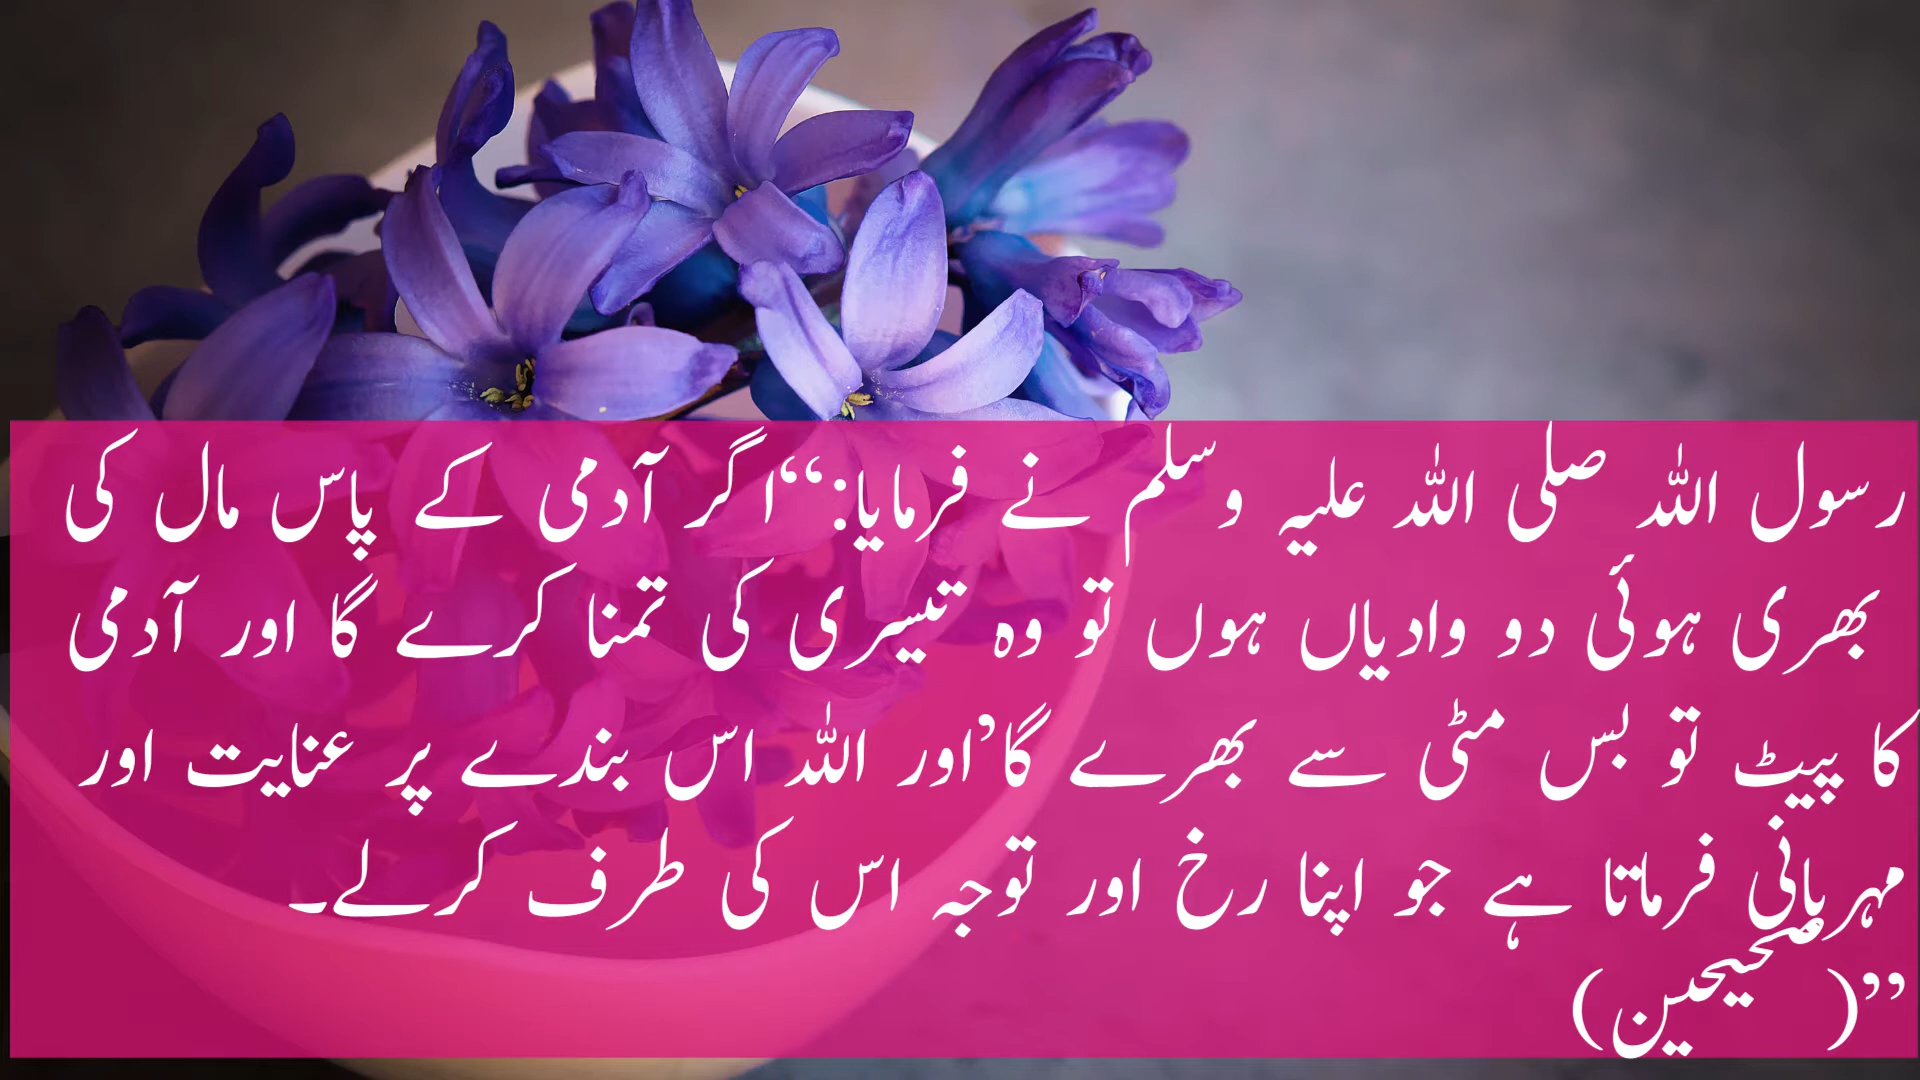 رسول اللہ صلی اللہ علیہ وسلم نے فرمایا:“اگر آدمی کے پاس مال کی
بھری ہوئی دو وادیاں ہوں تو وہ تیسری کی تمنا کرے گا اور آدمی
کا پیٹ تو بس مٹی سے بھرے گا’اور اللہ اس بندے پر عنایت اور
مہربانی فرماتا ہے جو اپنا رخ اور توجہ اس کی طرف کرلے۔
”(صحیحین)